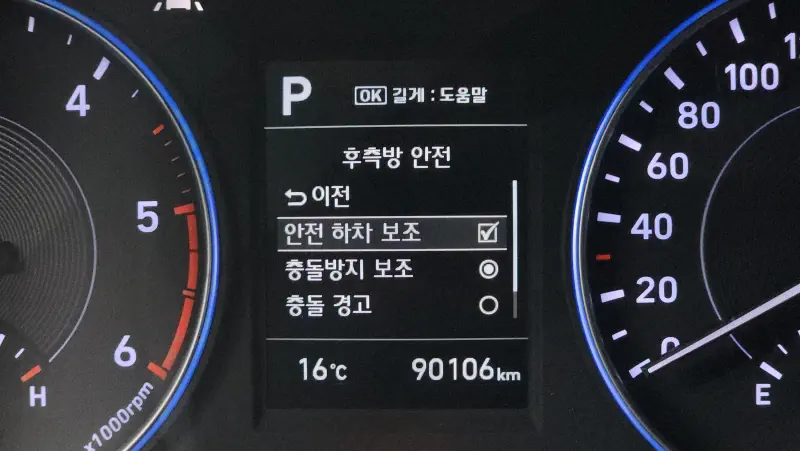 P
OK 길게 : 도움말
후측방 안전
이전
안전 하차 보조
충돌방지 보조
충돌 경고
16℃ 90106km
4
5
6
x1000rpm
H
100
80
60
40
20
0
E